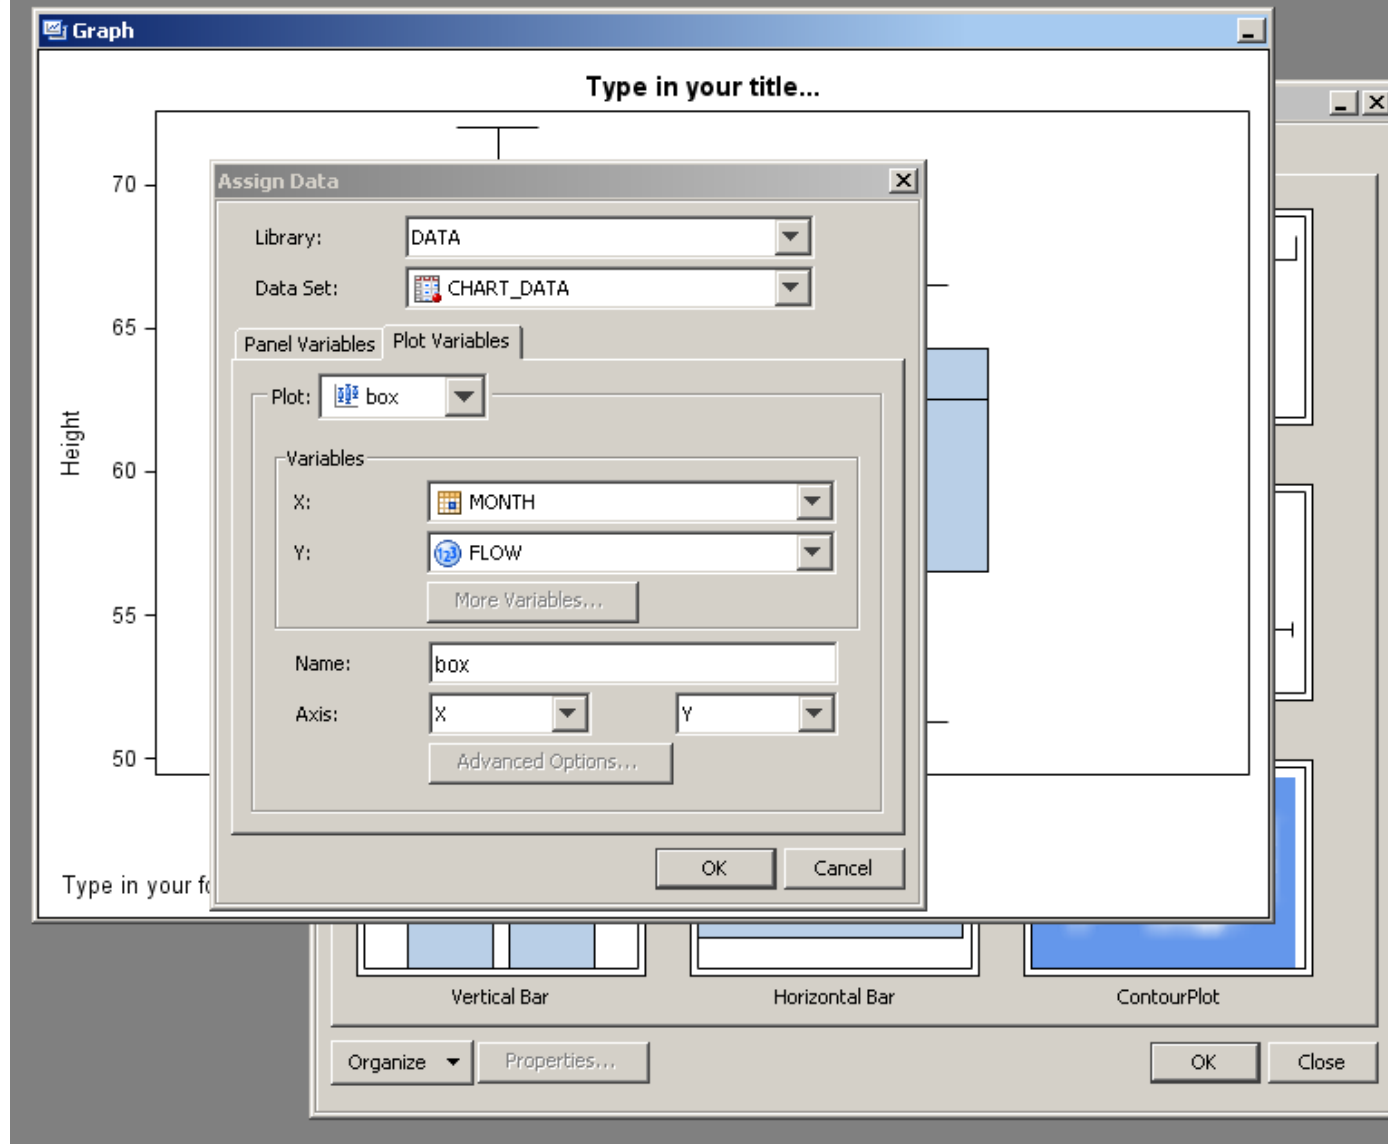 Graph
Type in your title...
70
65
60
55
50
Height
Assign Data
Library: DATA
Data Set: CHART_DATA
Panel Variables Plot Variables
Plot: box
Variables
X: MONTH
Y: 123 FLOW
More Variables...
Name: box
Axis: X Y
Advanced Options...
OK Cancel
Type in your fo
Vertical Bar Horizontal Bar ContourPlot
Organize Properties... OK Close